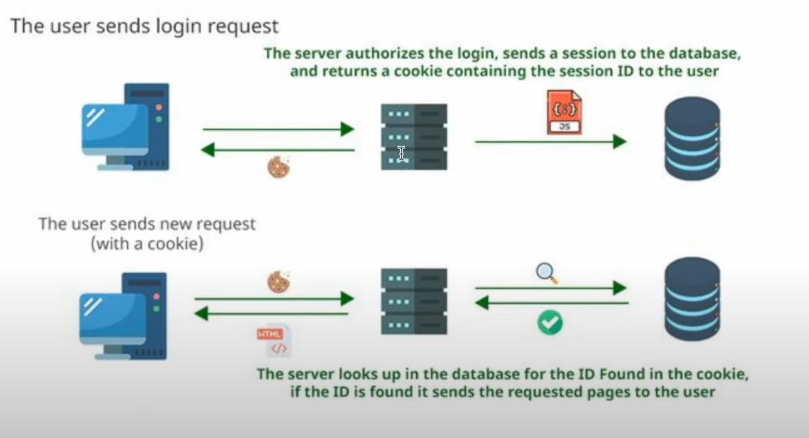 The user sends login request
The server authorizes the login, sends a session to the database,
and returns a cookie containing the session ID to the user
{:}
JS
The user sends new request
(with a cookie)
HTML
</>
The server looks up in the database for the ID Found in the cookie,
if the ID is found it sends the requested pages to the user